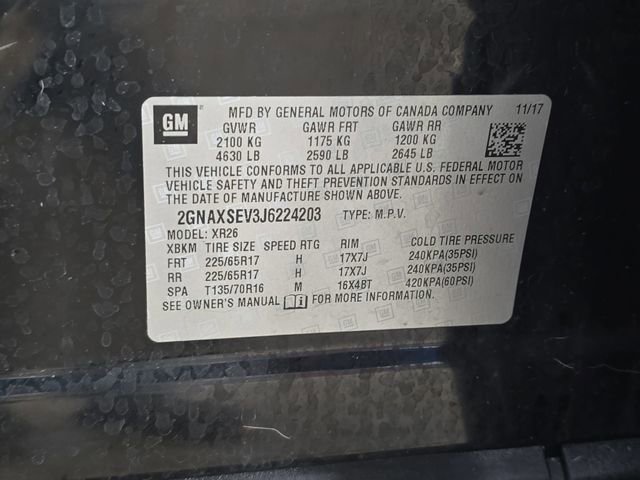 GM
MFD BY GENERAL MOTORS OF CANADA COMPANY 11/17
GVWR GAWR FRT GAWR RR
2100 KG 1175 KG 1200 KG
4630 LB 2590 LB 2645 LB
THIS VEHICLE CONFORMS TO ALL APPLICABLE U.S. FEDERAL MOTOR
VEHICLE SAFETY AND THEFT PREVENTION STANDARDS IN EFFECT ON
THE DATE OF MANUFACTURE SHOWN ABOVE.
2GNAXSEV3J6224203 TYPE: M.P.V.
MODEL: XR26
XBKM TIRE SIZE SPEED RTG RIM COLD TIRE PRESSURE
FRT 225/65R17 H 17X7J 240KPA(35PSI)
RR 225/65R17 H 17X7J 240KPA(35PSI)
SPA T135/70R16 M 16X4BT 420KPA(60PSI)
SEE OWNER'S MANUAL i FOR ADDITIONAL INFORMATION.